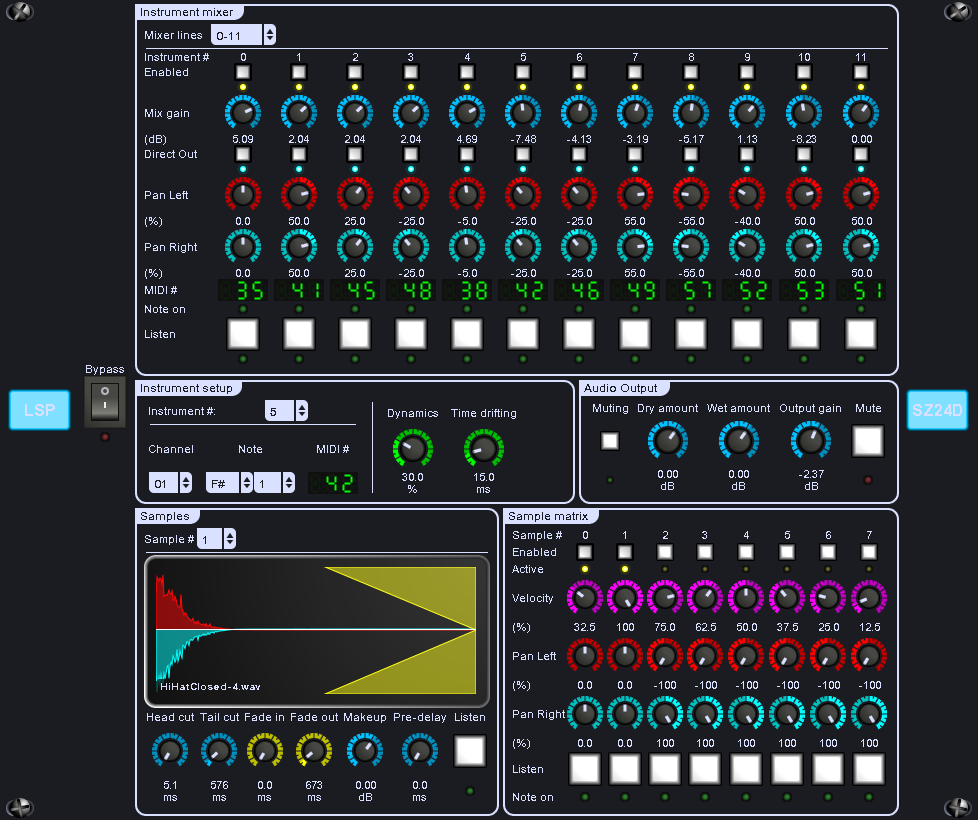 Instrument mixer
Mixer lines 0-11
Instrument # 0 1 2 3 4 5 6 7 8 9 10 11
Enabled
Mix gain
(dB) 5.09 2.04 2.04 2.04 4.69 -7.48 -4.13 -3.19 -5.17 1.13 -8.23 0.00
Direct Out
Pan Left
(%) 0.0 50.0 25.0 -25.0 -5.0 -25.0 -25.0 55.0 -55.0 -40.0 50.0 50.0
Pan Right
(%) 0.0 50.0 25.0 -25.0 -5.0 -25.0 -25.0 55.0 -55.0 -40.0 50.0 50.0
MIDI # 35 41 45 48 38 42 46 49 57 52 53 51
Note on
Listen
Bypass
LSP
SZ24D
Instrument setup
Instrument #: 5
Channel Note MIDI #
01 F# 1 42
Dynamics Time drifting
30.0 15.0
% ms
Audio Output
Muting Dry amount Wet amount Output gain Mute
0.00 0.00 -2.37
dB dB dB
Samples
Sample # 1
HiHatClosed-4.wav
Head cut Tail cut Fade in Fade out Makeup Pre-delay Listen
5.1 576 0.0 673 0.00 0.0
ms ms ms ms dB ms
Sample matrix
Sample # 0 1 2 3 4 5 6 7
Enabled
Active
Velocity
(%) 32.5 100 75.0 62.5 50.0 37.5 25.0 12.5
Pan Left
(%) 0.0 0.0 -100 -100 -100 -100 -100 -100
Pan Right
(%) 0.0 0.0 100 100 100 100 100 100
Listen
Note on